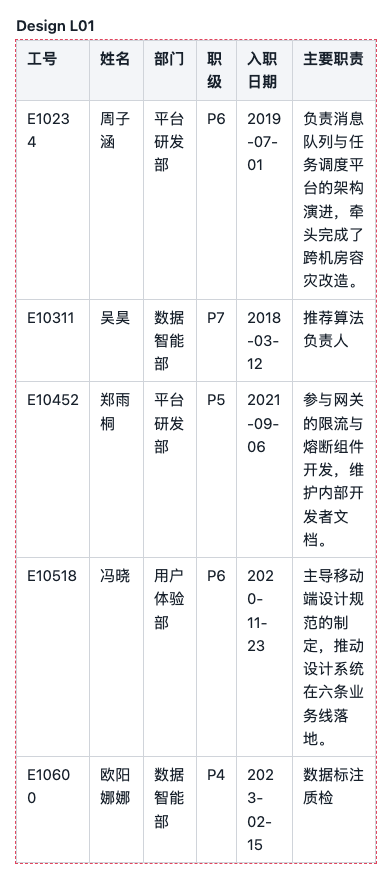 Design L01
工号 姓名 部门 职 入职 主要职责
级 日期
E1023 周子 平台 P6 2019 负责消息
4 涵 研发 -07- 队列与任
部 01 务调度平
台的架构
演进，牵
头完成了
跨机房容
灾改造。
E10311 吴昊 数据 P7 2018 推荐算法
智能 -03- 负责人
部 12
E10452 郑雨 平台 P5 2021 参与网关
桐 研发 -09- 的限流与
部 06 熔断组件
开发，维
护内部开
发者文
档。
E10518 冯晓 用户 P6 202 主导移动
体验 0- 端设计规
部 11- 范的制
23 定，推动
设计系统
在六条业
务线落
地。
E1060 欧阳 数据 P4 202 数据标注
0 娜娜 智能 3- 质检
部 02-
15